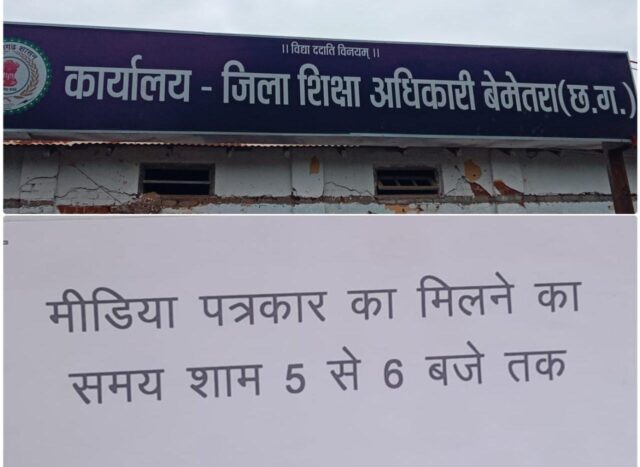 ।। विद्या ददाति विनयम् ।।
कार्यालय - जिला शिक्षा अधिकारी बेमेतरा(छ.ग.)
मीडिया पत्रकार का मिलने का
समय शाम 5 से 6 बजे तक